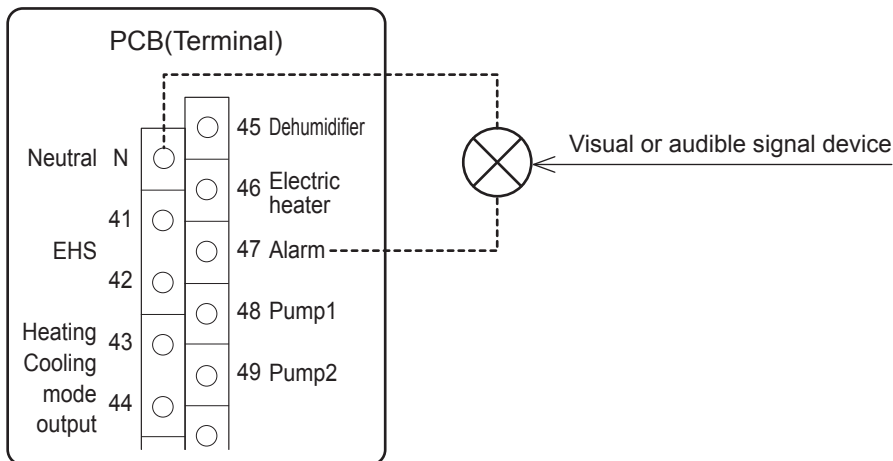 PCB(Terminal)
45 Dehumidifier
Visual or audible signal device
Neutral N
46 Electric
heater
41
EHS
47 Alarm
42
48 Pump1
Heating
43
Cooling
49 Pump2
mode
44
output